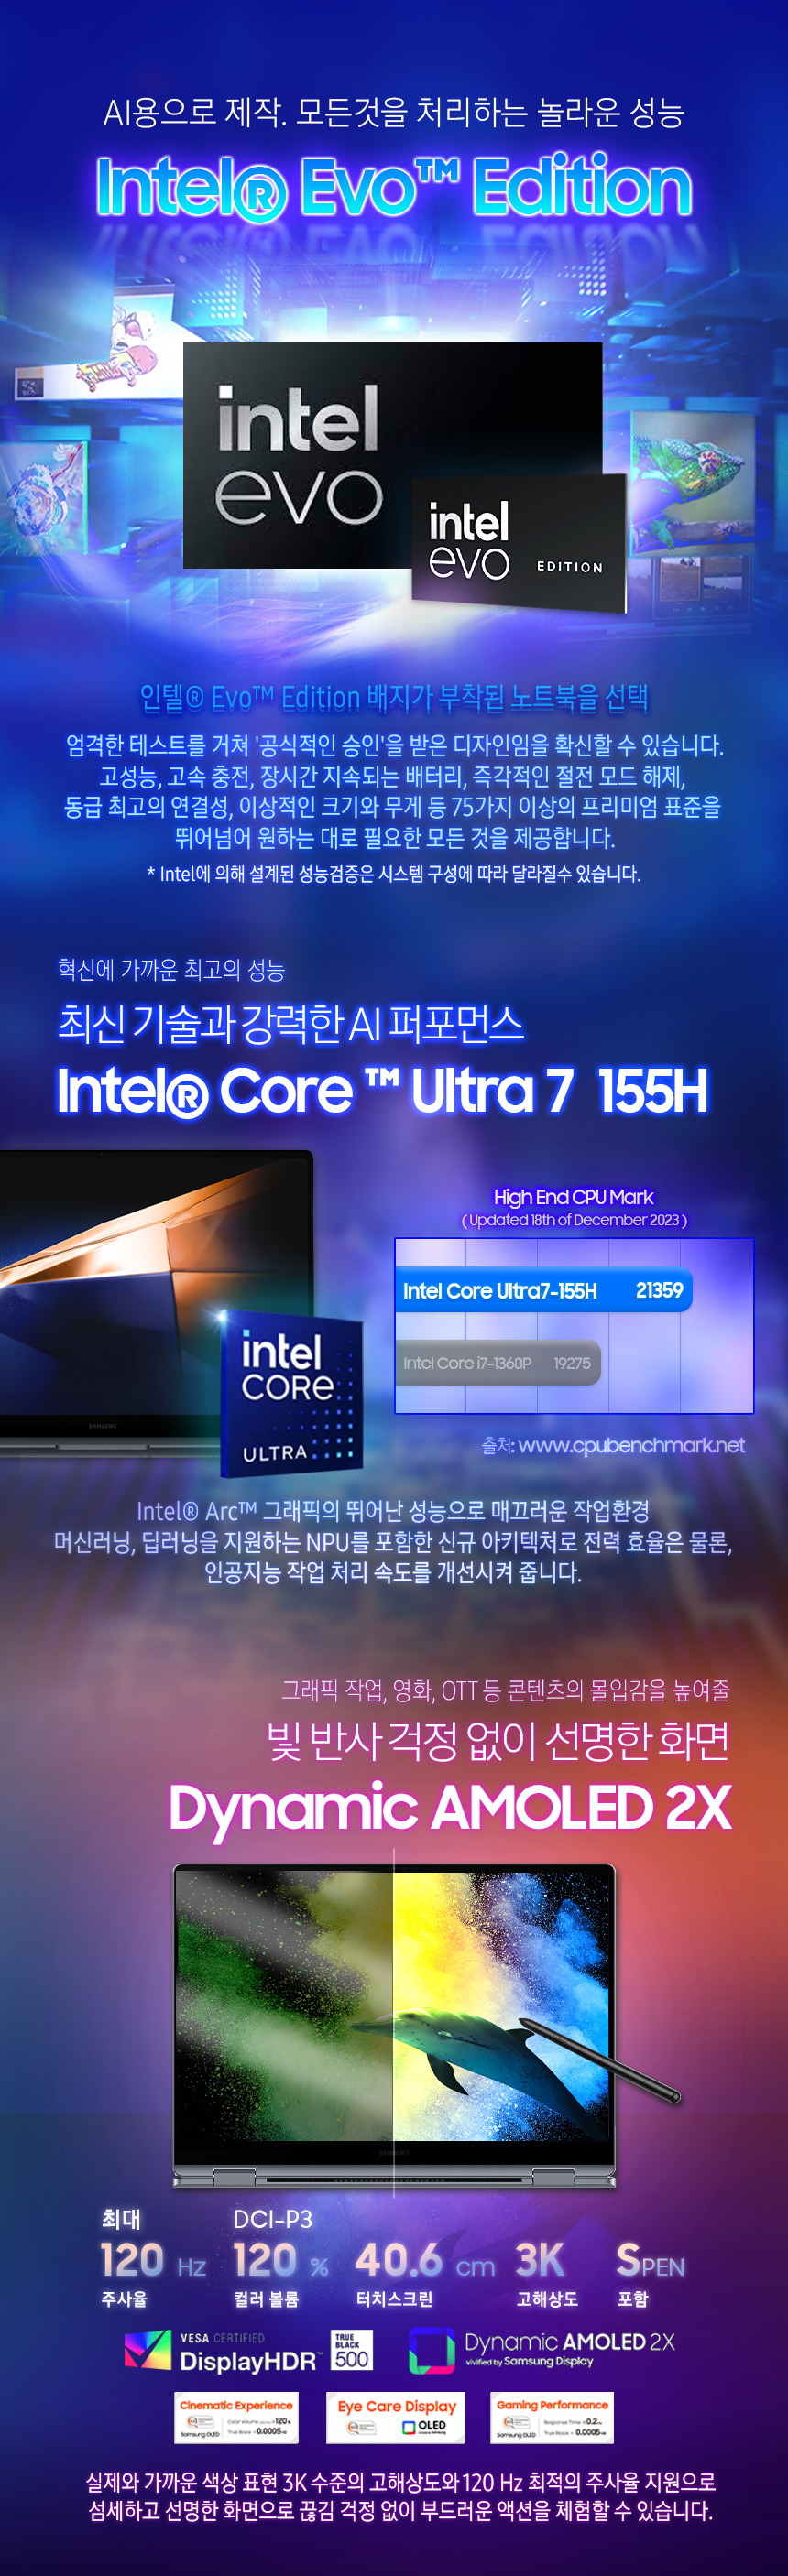 AI용으로 제작. 모든것을 처리하는 놀라운 성능
Intel® Evo™ Edition
intel
evo
intel
evo EDITION
인텔® Evo™ Edition 배지가 부착된 노트북을 선택
엄격한 테스트를 거쳐 '공식적인 승인'을 받은 디자인임을 확신할 수 있습니다.
고성능, 고속 충전, 장시간 지속되는 배터리, 즉각적인 절전 모드 해제,
동급 최고의 연결성, 이상적인 크기와 무게 등 75가지 이상의 프리미엄 표준을
뛰어넘어 원하는 대로 필요한 모든 것을 제공합니다.
* Intel에 의해 설계된 성능검증은 시스템 구성에 따라 달라질수 있습니다.
혁신에 가까운 최고의 성능
최신 기술과 강력한 AI 퍼포먼스
Intel® Core ™ Ultra 7 155H
High End CPU Mark
( Updated 18th of December 2023 )
Intel Core Ultra7-155H 21359
Intel Core i7-1360P 19275
SAMSUNG
intel
CORE
ULTRA
출처: www.cpubenchmark.net
Intel® Arc™ 그래픽의 뛰어난 성능으로 매끄러운 작업환경
머신러닝, 딥러닝을 지원하는 NPU를 포함한 신규 아키텍처로 전력 효율은 물론,
인공지능 작업 처리 속도를 개선시켜 줍니다.
그래픽 작업, 영화, OTT 등 콘텐츠의 몰입감을 높여줄
빛 반사 걱정 없이 선명한 화면
Dynamic AMOLED 2X
SAMSUNG
최대 DCI-P3
120 Hz 120 % 40.6 cm 3K SPEN
주사율 컬러 볼륨 터치스크린 고해상도 포함
VESA CERTIFIED
DisplayHDR™
TRUE
BLACK
500
Dynamic AMOLED 2X
vivified by Samsung Display
Cinematic Experience
Samsung OLED
Color Volume 120%
True Black < 0.0005nit
Eye Care Display
OLED
Gaming Performance
Samsung OLED
Response Time < 0.2ms
True Black < 0.0005nit
실제와 가까운 색상 표현 3K 수준의 고해상도와 120 Hz 최적의 주사율 지원으로
섬세하고 선명한 화면으로 끊김 걱정 없이 부드러운 액션을 체험할 수 있습니다.